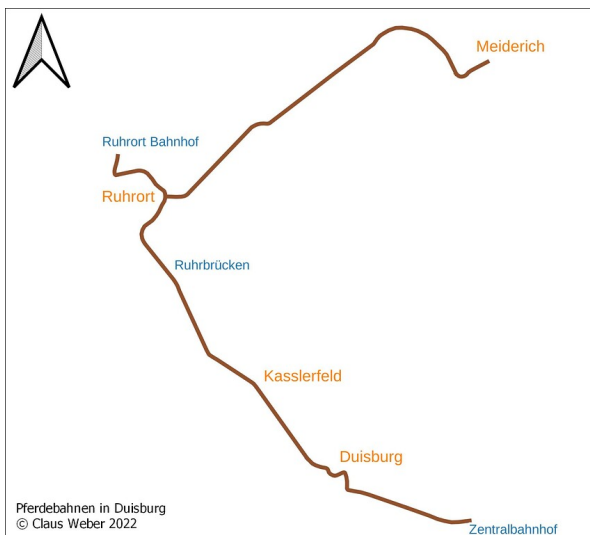 Meiderich
Ruhrort Bahnhof
Ruhrort
Ruhrbrücken
Kasslerfeld
Duisburg
Pferdebahnen in Duisburg
© Claus Weber 2022
Zentralbahnhof